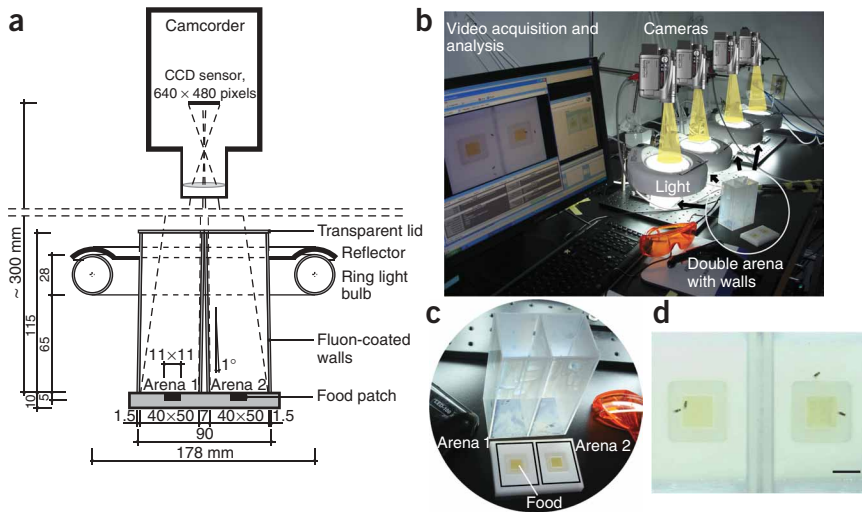 a
Camcorder
CCD sensor,
640 × 480 pixels
~ 300 mm
115
28
65
10
5
Transparent lid
Reflector
Ring light
bulb
Fluon-coated
walls
11×11
1°
Arena 1
Arena 2
Food patch
1.5
40×50
7
40×50
1.5
90
178 mm
b
Video acquisition and
analysis
Cameras
Light
Double arena
with walls
c
Arena 1
Arena 2
Food
d